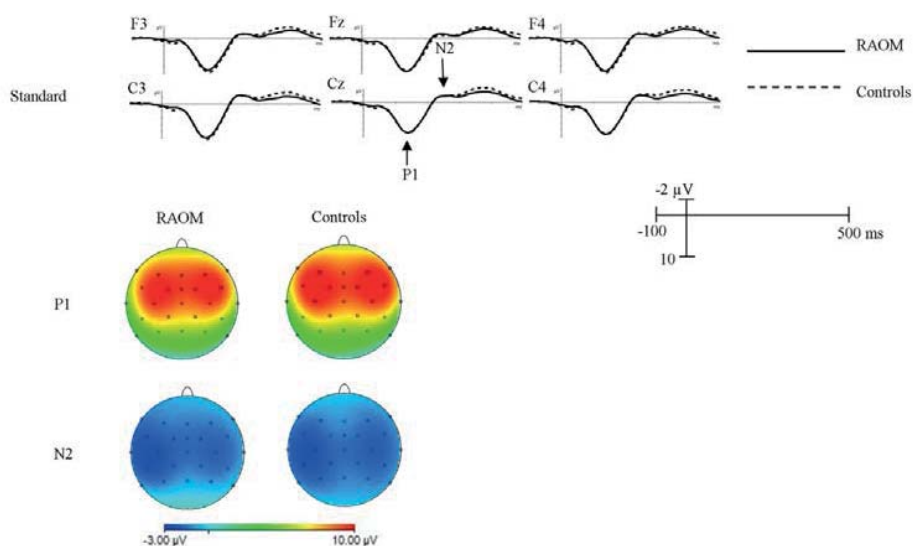 F3 Fz F4
N2
RAOM
Standard
C3 Cz C4
Controls
P1
-2 µV
-100 500 ms
10
RAOM Controls
P1
N2
-3.00 µV 10.00 µV